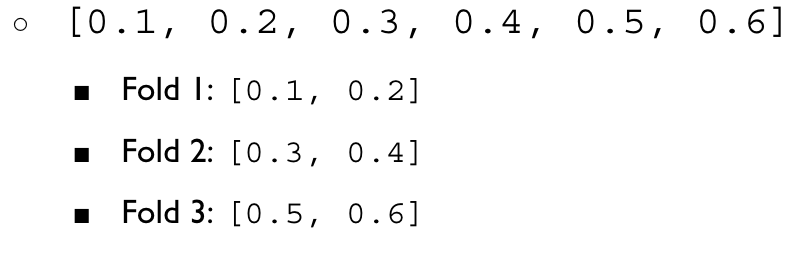 ○ [0.1, 0.2, 0.3, 0.4, 0.5, 0.6]
■ Fold 1: [0.1, 0.2]
■ Fold 2: [0.3, 0.4]
■ Fold 3: [0.5, 0.6]